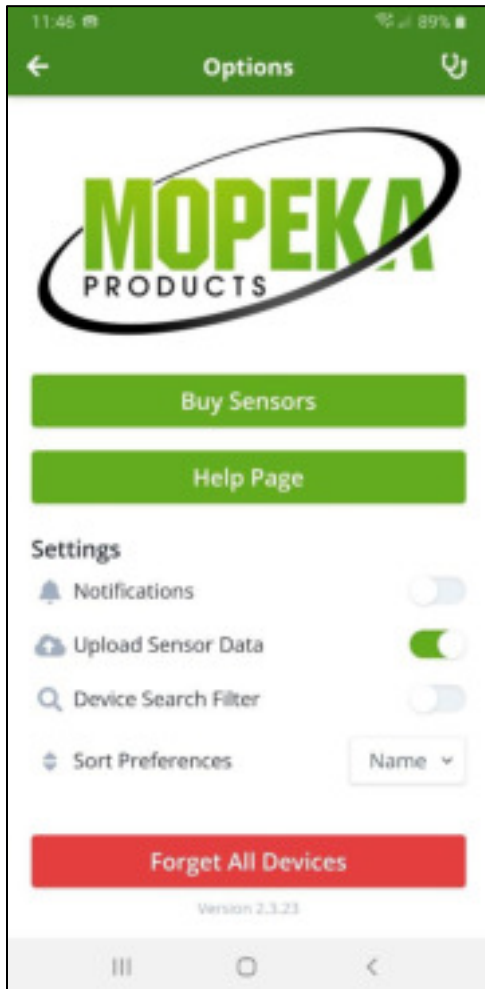 11:46 89%
Options
MOPEKA
PRODUCTS
Buy Sensors
Help Page
Settings
Notifications
Upload Sensor Data
Device Search Filter
Sort Preferences Name
Forget All Devices
Version 2.3.23